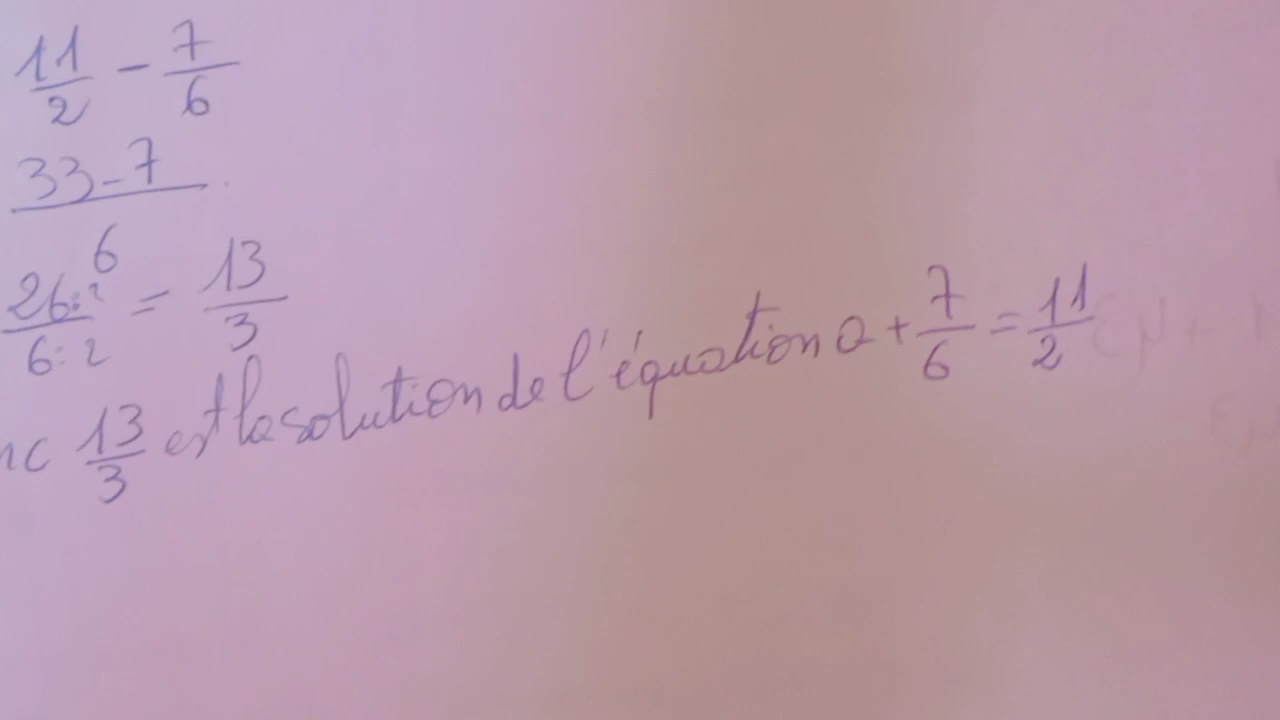 11/2 - 7/6
33-7/6
26:2/6:2 = 13/3
nc 13/3 est la solution de l'équation a + 7/6 = 11/2